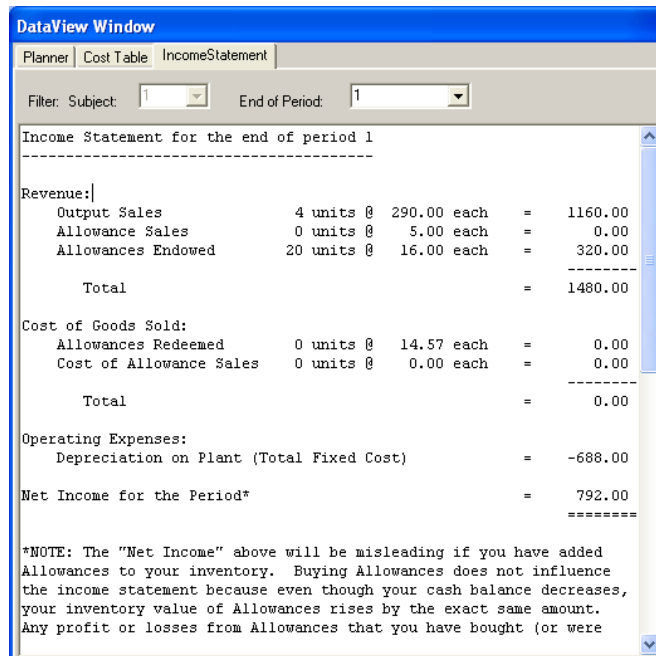 DataView Window
Planner Cost Table IncomeStatement
Filter: Subject: 1 End of Period: 1
Income Statement for the end of period 1
----------------------------------------
Revenue:
Output Sales 4 units @ 290.00 each = 1160.00
Allowance Sales 0 units @ 5.00 each = 0.00
Allowances Endowed 20 units @ 16.00 each = 320.00
--------
Total = 1480.00
Cost of Goods Sold:
Allowances Redeemed 0 units @ 14.57 each = 0.00
Cost of Allowance Sales 0 units @ 0.00 each = 0.00
--------
Total = 0.00
Operating Expenses:
Depreciation on Plant (Total Fixed Cost) = -688.00
Net Income for the Period* = 792.00
========
*NOTE: The "Net Income" above will be misleading if you have added
Allowances to your inventory. Buying Allowances does not influence
the income statement because even though your cash balance decreases,
your inventory value of Allowances rises by the exact same amount.
Any profit or losses from Allowances that you have bought (or were